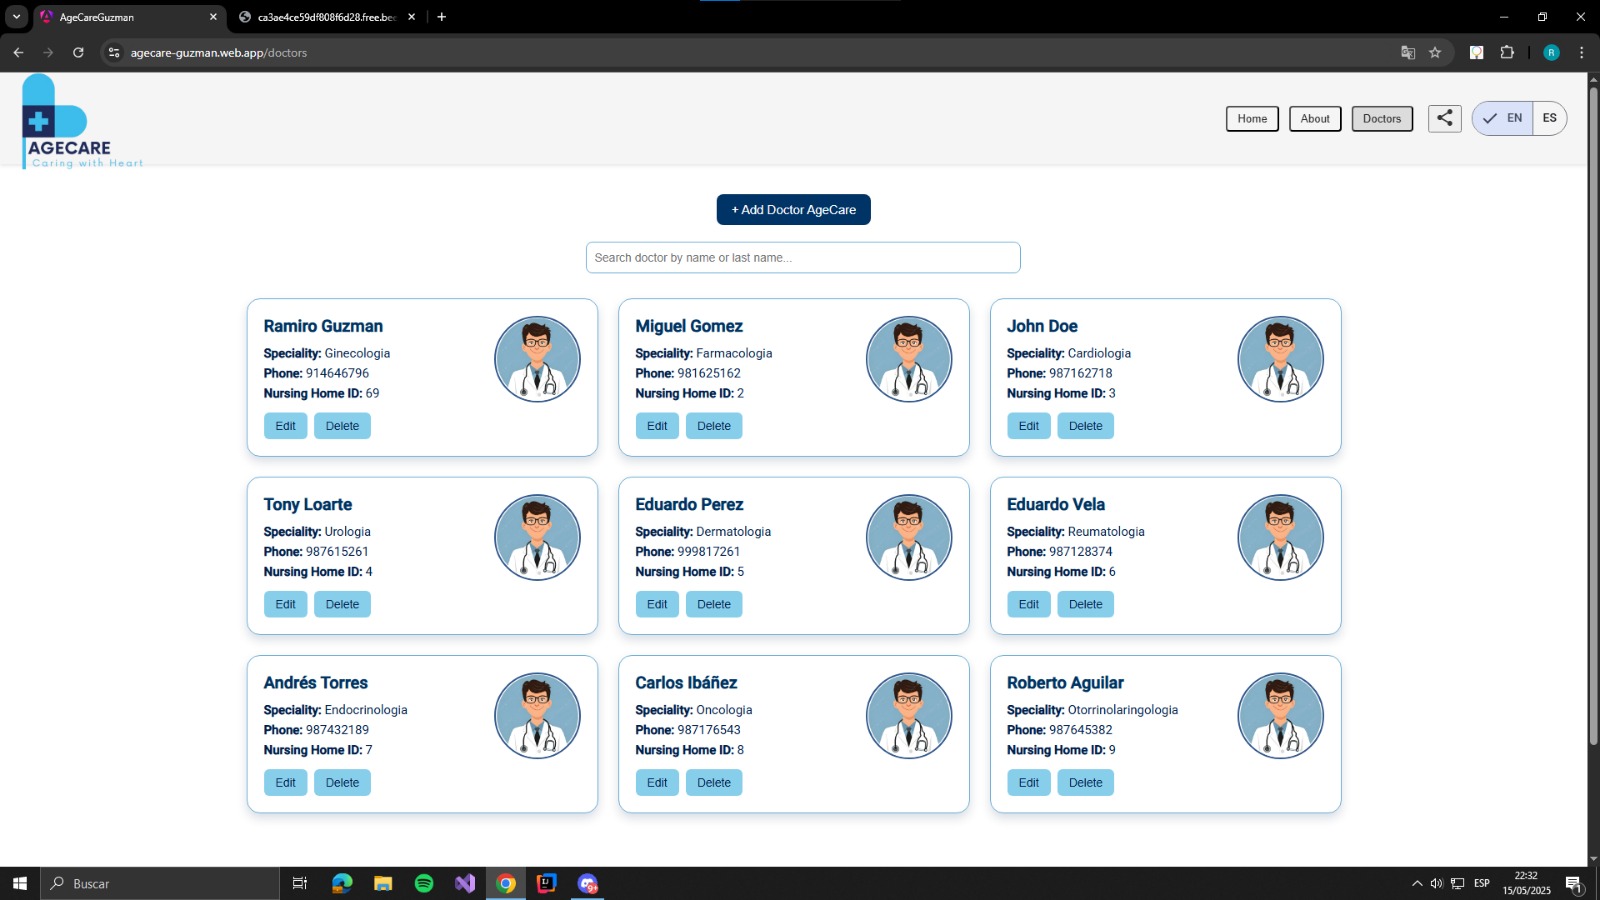 AgeCareGuzman
ca3ae4ce59df808f6d28.free.bee
agecare-guzman.web.app/doctors
R
AGECARE
Caring with Heart
Home
About
Doctors
EN
ES
+ Add Doctor AgeCare
Search doctor by name or last name...
Ramiro Guzman
Speciality: Ginecologia
Phone: 914646796
Nursing Home ID: 69
Edit
Delete
Miguel Gomez
Speciality: Farmacologia
Phone: 981625162
Nursing Home ID: 2
Edit
Delete
John Doe
Speciality: Cardiologia
Phone: 987162718
Nursing Home ID: 3
Edit
Delete
Tony Loarte
Speciality: Urologia
Phone: 987615261
Nursing Home ID: 4
Edit
Delete
Eduardo Perez
Speciality: Dermatologia
Phone: 999817261
Nursing Home ID: 5
Edit
Delete
Eduardo Vela
Speciality: Reumatologia
Phone: 987128374
Nursing Home ID: 6
Edit
Delete
Andrés Torres
Speciality: Endocrinologia
Phone: 987432189
Nursing Home ID: 7
Edit
Delete
Carlos Ibáñez
Speciality: Oncologia
Phone: 987176543
Nursing Home ID: 8
Edit
Delete
Roberto Aguilar
Speciality: Otorrinolaringologia
Phone: 987645382
Nursing Home ID: 9
Edit
Delete
Buscar
9+
ESP
22:32
15/05/2025
1